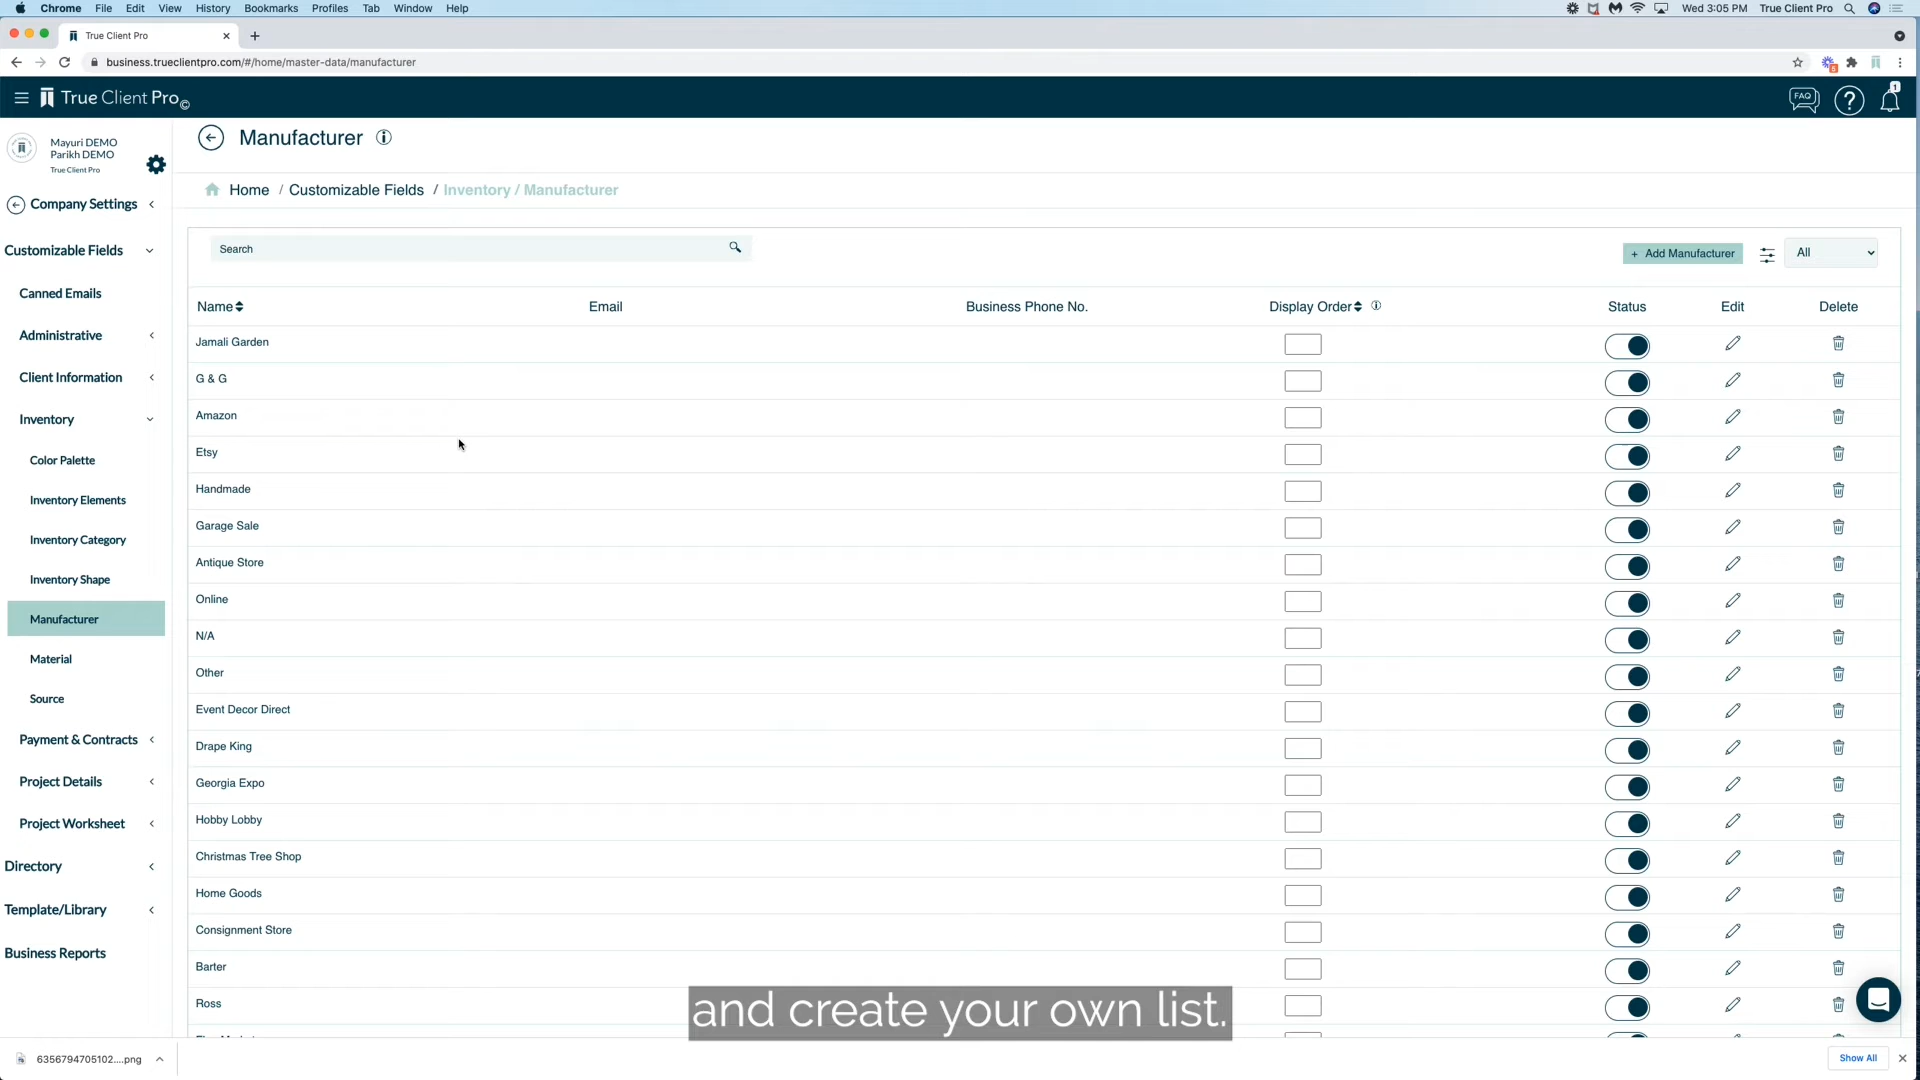 Chrome File Edit View History Bookmarks Profiles Tab Window Help
Wed 3:05 PM True Client Pro
True Client Pro
business.trueclientpro.com/#/home/master-data/manufacturer
True Client Pro©
FAQ
?
1
Mayuri DEMO
Parikh DEMO
True Client Pro
Manufacturer
Home / Customizable Fields / Inventory / Manufacturer
Company Settings
Customizable Fields
Canned Emails
Administrative
Client Information
Inventory
Color Palette
Inventory Elements
Inventory Category
Inventory Shape
Manufacturer
Material
Source
Payment & Contracts
Project Details
Project Worksheet
Directory
Template/Library
Business Reports
Search
+ Add Manufacturer
All
Name Email Business Phone No. Display Order Status Edit Delete
Jamali Garden
G & G
Amazon
Etsy
Handmade
Garage Sale
Antique Store
Online
N/A
Other
Event Decor Direct
Drape King
Georgia Expo
Hobby Lobby
Christmas Tree Shop
Home Goods
Consignment Store
Barter
Ross
and create your own list.
6356794705102....png
Show All